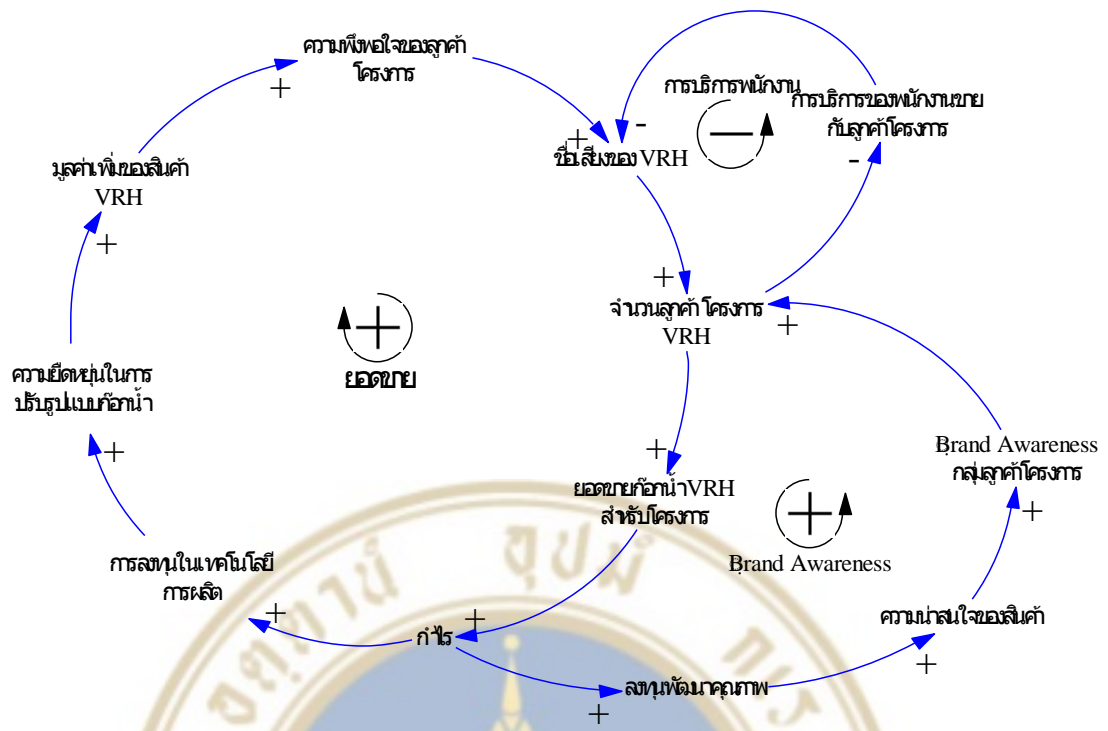 ความพึงพอใจของลูกค้า
โครงการ
+
การบริการพนักงาน
การบริการของพนักงานขาย
กับลูกค้าโครงการ
-
+
-
ชื่อเสียงของ VRH
มูลค่าเพิ่มของสินค้า
VRH
+
+
จำนวนลูกค้าโครงการ
VRH
+
ยอดขาย
ความยืดหยุ่นในการ
ปรับรูปแบบก๊อกน้ำ
+
+
Brand Awareness
กลุ่มลูกค้าโครงการ
+
ยอดขายก๊อกน้ำVRH
สำหรับโครงการ
Brand Awareness
การลงทุนในเทคโนโลยี
การผลิต
+
+
กำไร
ความน่าสนใจของสินค้า
+
ลงทุนพัฒนาคุณภาพ
+